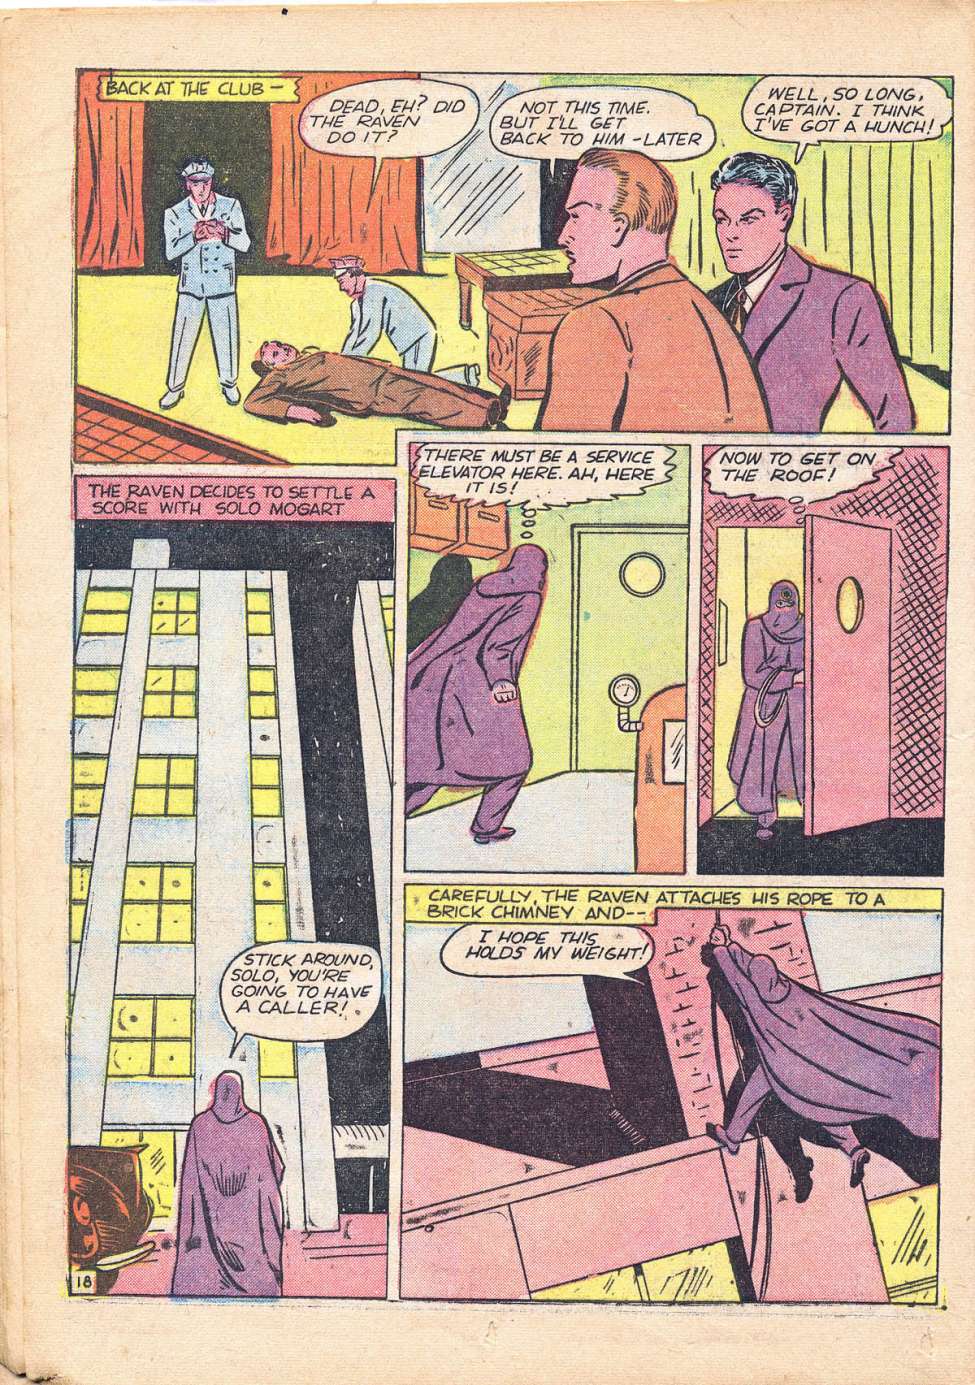 BACK AT THE CLUB —
DEAD, EH? DID
THE RAVEN
DO IT?
NOT THIS TIME.
BUT I'LL GET
BACK TO HIM -LATER
WELL, SO LONG,
CAPTAIN. I THINK
I'VE GOT A HUNCH!
THE RAVEN DECIDES TO SETTLE A
SCORE WITH SOLO MOGART
STICK AROUND,
SOLO, YOU'RE
GOING TO HAVE
A CALLER!
THERE MUST BE A SERVICE
ELEVATOR HERE. AH, HERE
IT IS!
NOW TO GET ON
THE ROOF!
CAREFULLY, THE RAVEN ATTACHES HIS ROPE TO A
BRICK CHIMNEY AND--
I HOPE THIS
HOLDS MY WEIGHT!
18